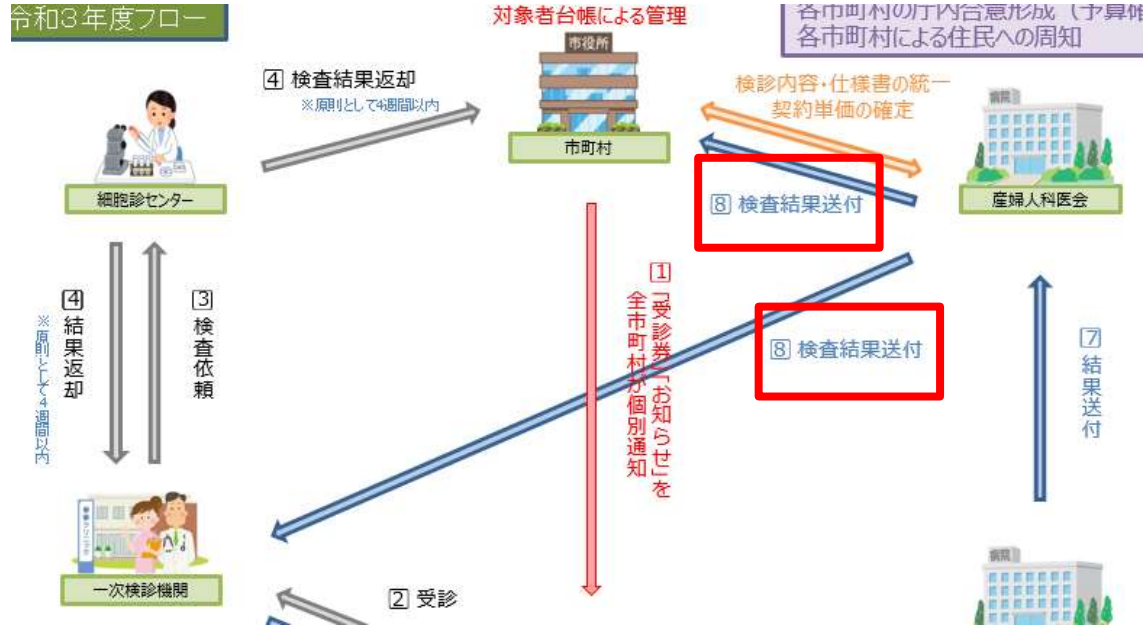 令和3年度フロー
対象者台帳による管理
各市町村の庁内合意形成(予算確
各市町村による住民への周知
市役所
4 検査結果返却
※原則として4週間以内
検診内容・仕様書の統一
契約単価の確定
病院
市町村
細胞診センター
産婦人科医会
8 検査結果送付
1 「受診券」「お知らせ」を
全市町村が個別通知
4 結果返却
※原則として4週間以内
3 検査依頼
8 検査結果送付
7 結果送付
一次検診機関
2 受診
病院